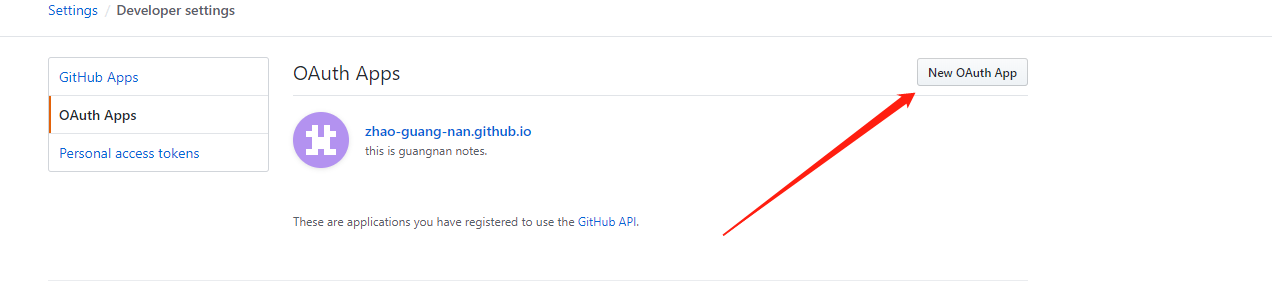 Settings / Developer settings
GitHub Apps
OAuth Apps
Personal access tokens
OAuth Apps
New OAuth App
zhao-guang-nan.github.io
this is guangnan notes.
These are applications you have registered to use the GitHub API.